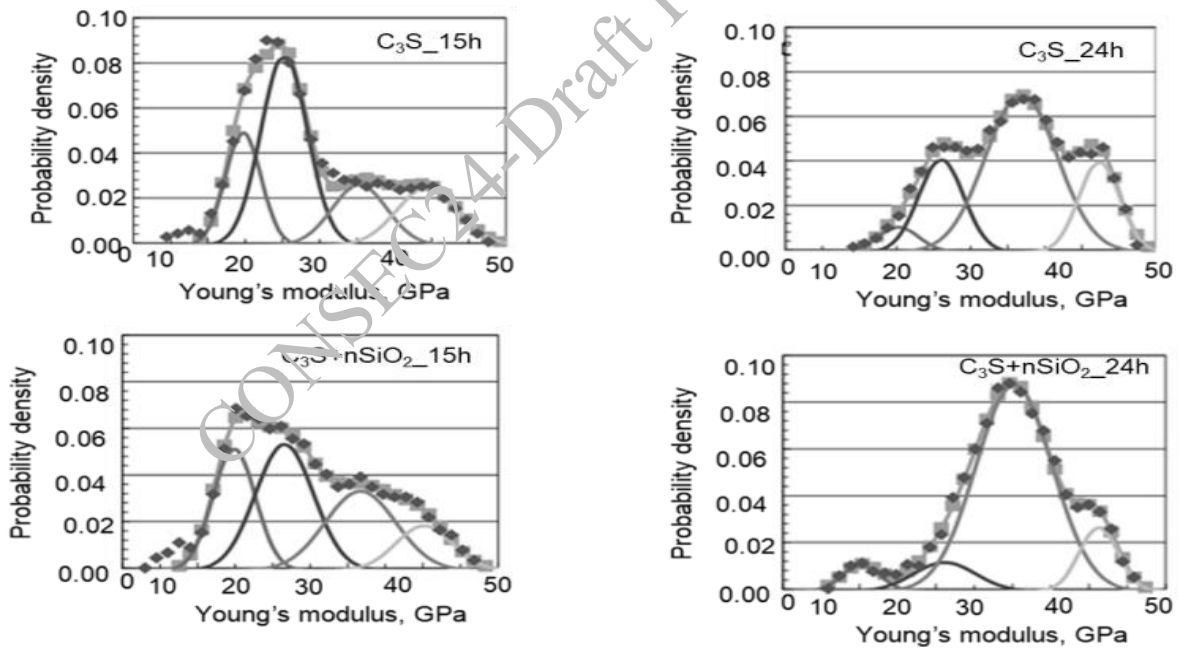 0.10
0.08
0.06
0.04
0.02
0.00
Probability density
C₃S_15h
0 10 20 30 40 50
Young's modulus, GPa
0.10
0.08
0.06
0.04
0.02
0.00
Probability density
C₃S_24h
0 10 20 30 40 50
Young's modulus, GPa
0.10
0.08
0.06
0.04
0.02
0.00
Probability density
C₃S+nSiO₂_15h
0 10 20 30 40 50
Young's modulus, GPa
0.10
0.08
0.06
0.04
0.02
0.00
Probability density
C₃S+nSiO₂_24h
0 10 20 30 40 50
Young's modulus, GPa
CONSEC24-Draft